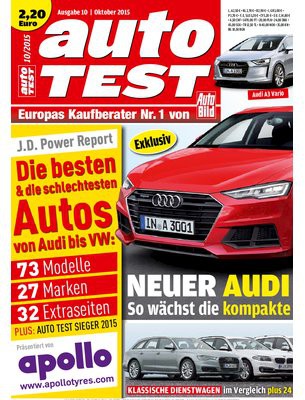 2,20
Euro
Ausgabe 10 | Oktober 2015
auto
TEST
10/2015
auto
TEST
Europas Kaufberater Nr. 1 von
Auto
Bild
Audi A3 Vario
J.D. Power Report
Die besten
& die schlechtesten
Autos
von Audi bis VW:
73 Modelle
27 Marken
32 Extraseiten
PLUS: AUTO TEST SIEGER 2015
Präsentiert von
apollo
www.apollotyres.com
Exklusiv
quattro
IN A 3001
NEUER AUDI
So wächst die kompakte
KLASSISCHE DIENSTWAGEN im Vergleich plus 24